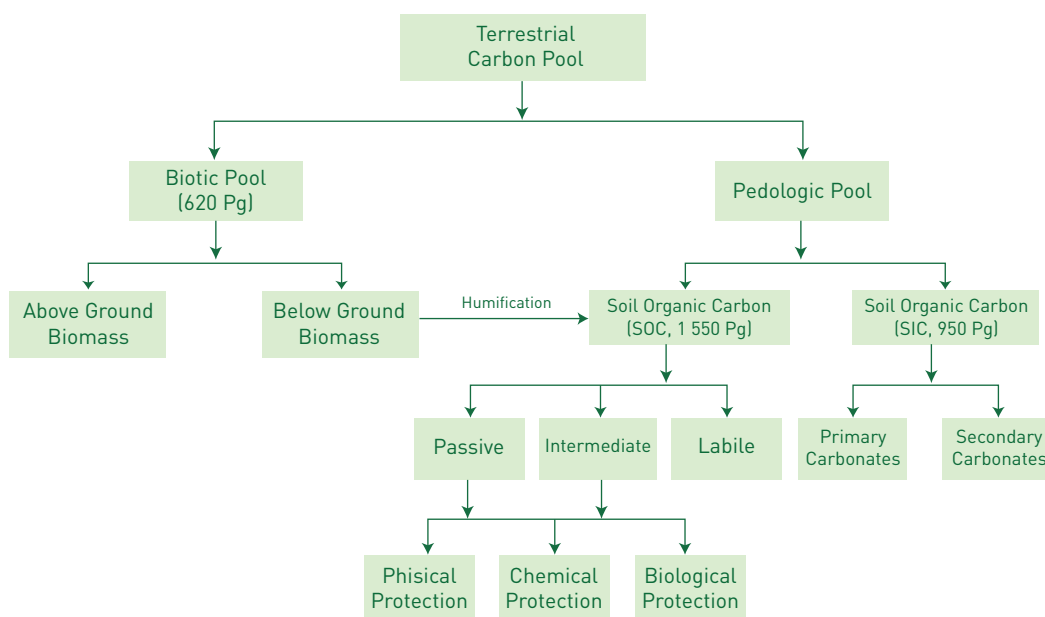 Terrestrial
Carbon Pool
Biotic Pool
(620 Pg)
Pedologic Pool
Above Ground
Biomass
Below Ground
Biomass
Humification
Soil Organic Carbon
(SOC, 1 550 Pg)
Soil Organic Carbon
(SIC, 950 Pg)
Passive
Intermediate
Labile
Primary
Carbonates
Secondary
Carbonates
Phisical
Protection
Chemical
Protection
Biological
Protection